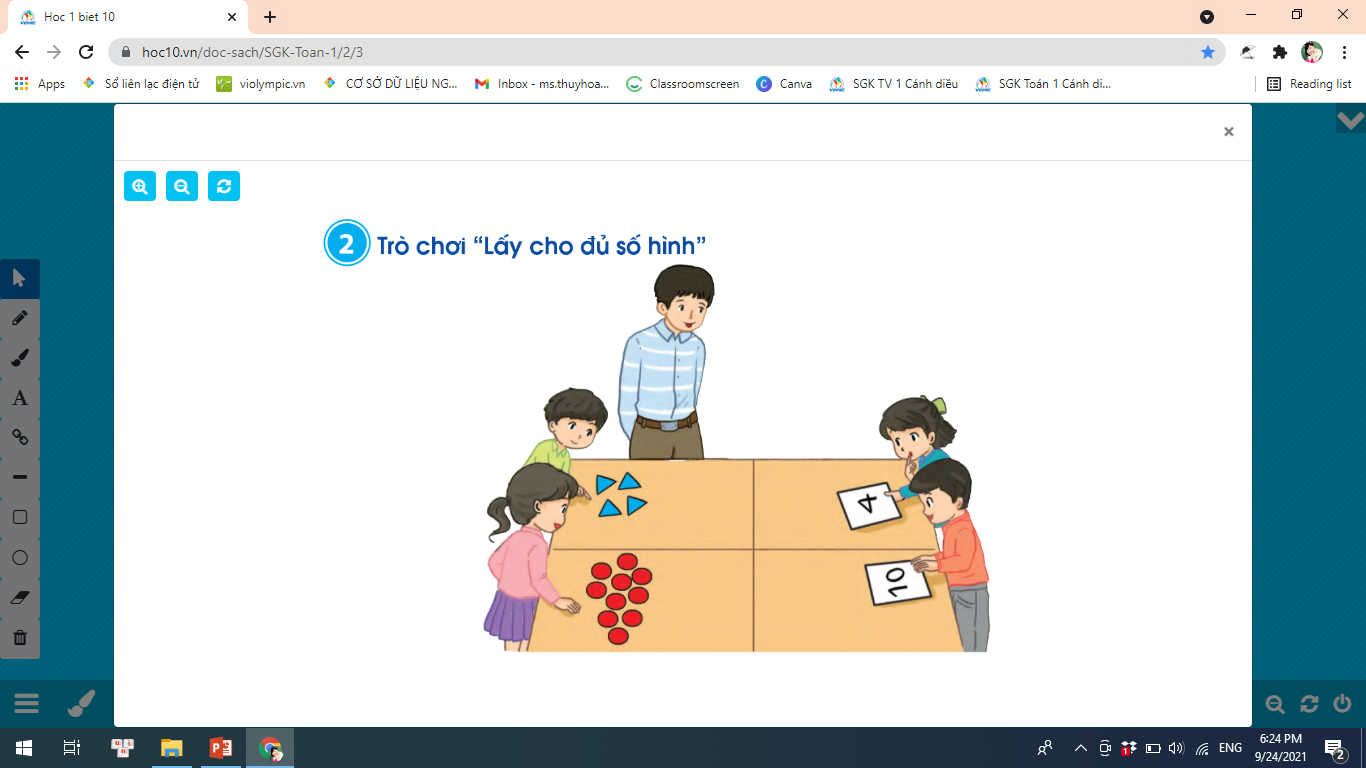 Hoc 1 biet 10
hoc10.vn/doc-sach/SGK-Toan-1/2/3
Apps
Sổ liên lạc điện tử
violympic.vn
CƠ SỞ DỮ LIỆU NG...
Inbox - ms.thuyhoa...
Classroomscreen
Canva
SGK TV 1 Cánh diều
SGK Toán 1 Cánh di...
Reading list
2 Trò chơi “Lấy cho đủ số hình”
4
10
A
ENG
6:24 PM
9/24/2021
2